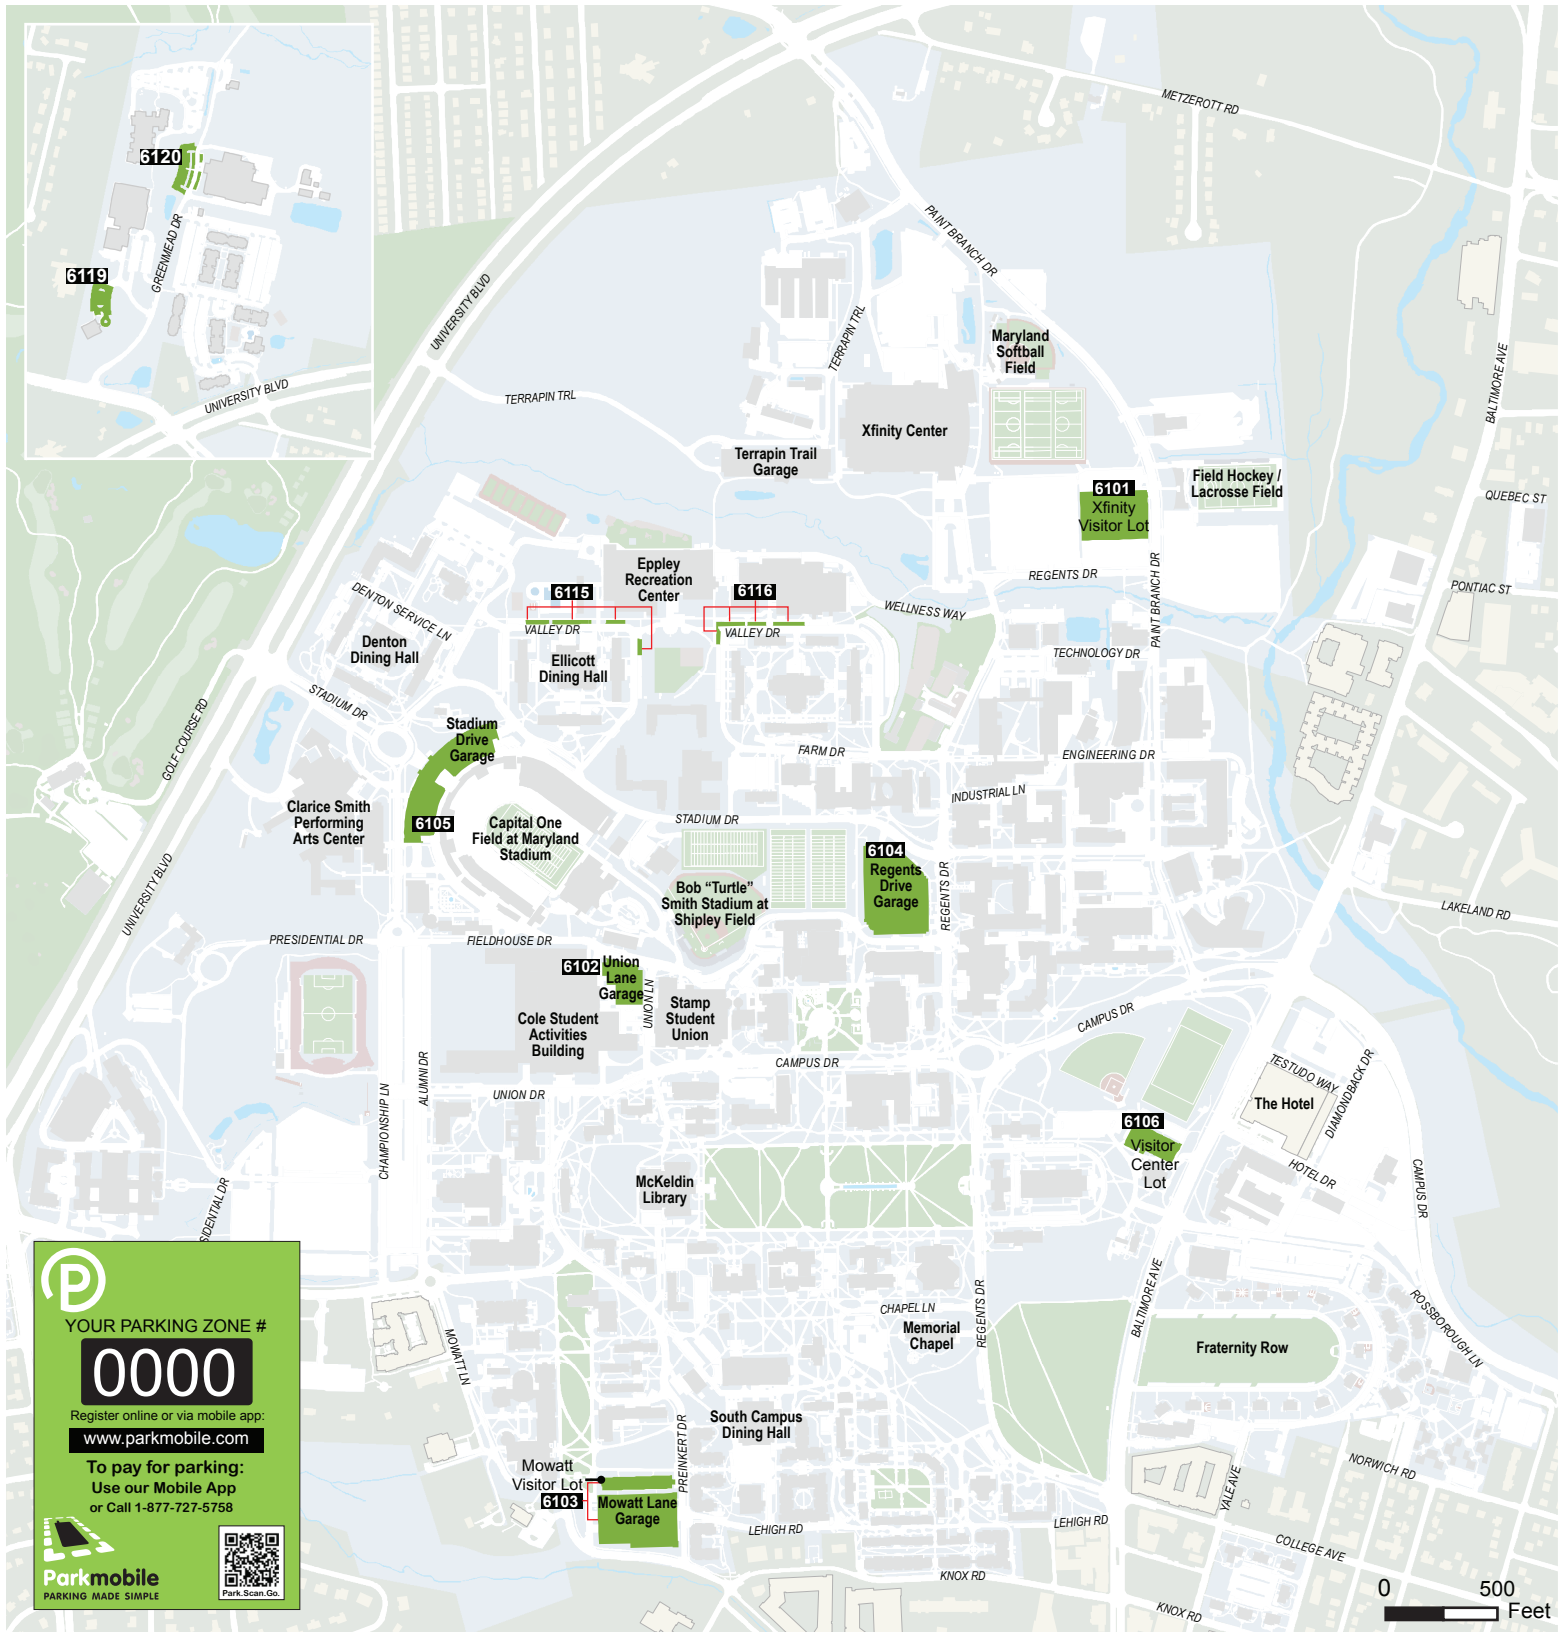 METZEROTT RD
6120
GREENMEAD DR
6119
UNIVERSITY BLVD
PAINT BRANCH DR
UNIVERSITY BLVD
TERRAPIN TRL
TERRAPIN TRL
Maryland
Softball
Field
BALTIMORE AVE
Xfinity Center
Terrapin Trail
Garage
Field Hockey /
Lacrosse Field
6101
Xfinity
Visitor Lot
QUEBEC ST
Eppley
Recreation
Center
REGENTS DR
PAINT BRANCH DR
PONTIAC ST
DENTON SERVICE LN
6115
6116
WELLNESS WAY
VALLEY DR
VALLEY DR
Denton
Dining Hall
Ellicott
Dining Hall
TECHNOLOGY DR
STADIUM DR
GOLF COURSE RD
Stadium
Drive
Garage
FARM DR
ENGINEERING DR
INDUSTRIAL LN
Clarice Smith
Performing
Arts Center
6105
Capital One
Field at Maryland
Stadium
STADIUM DR
6104
Regents
Drive
Garage
REGENTS DR
UNIVERSITY BLVD
Bob “Turtle”
Smith Stadium at
Shipley Field
LAKELAND RD
PRESIDENTIAL DR
FIELDHOUSE DR
6102
Union
Lane
Garage
UNION LN
Stamp
Student
Union
Cole Student
Activities
Building
CAMPUS DR
CAMPUS DR
TESTUDO WAY
DIAMONDBACK DR
The Hotel
ALUMNI DR
CHAMPIONSHIP LN
UNION DR
6106
Visitor
Center
Lot
HOTEL DR
CAMPUS DR
McKeldin
Library
SIDENTIAL DR
BALTIMORE AVE
REGENTS DR
CHAPEL LN
Memorial
Chapel
ROSSBOROUGH LN
Fraternity Row
MOWATT LN
South Campus
Dining Hall
PREINKERT DR
Mowatt
Visitor Lot
6103
Mowatt Lane
Garage
LEHIGH RD
LEHIGH RD
YALE AVE
NORWICH RD
COLLEGE AVE
KNOX RD
KNOX RD
P
YOUR PARKING ZONE #
0000
Register online or via mobile app:
www.parkmobile.com
To pay for parking:
Use our Mobile App
or Call 1-877-727-5758
Parkmobile
PARKING MADE SIMPLE
Park.Scan.Go.
0 500
Feet